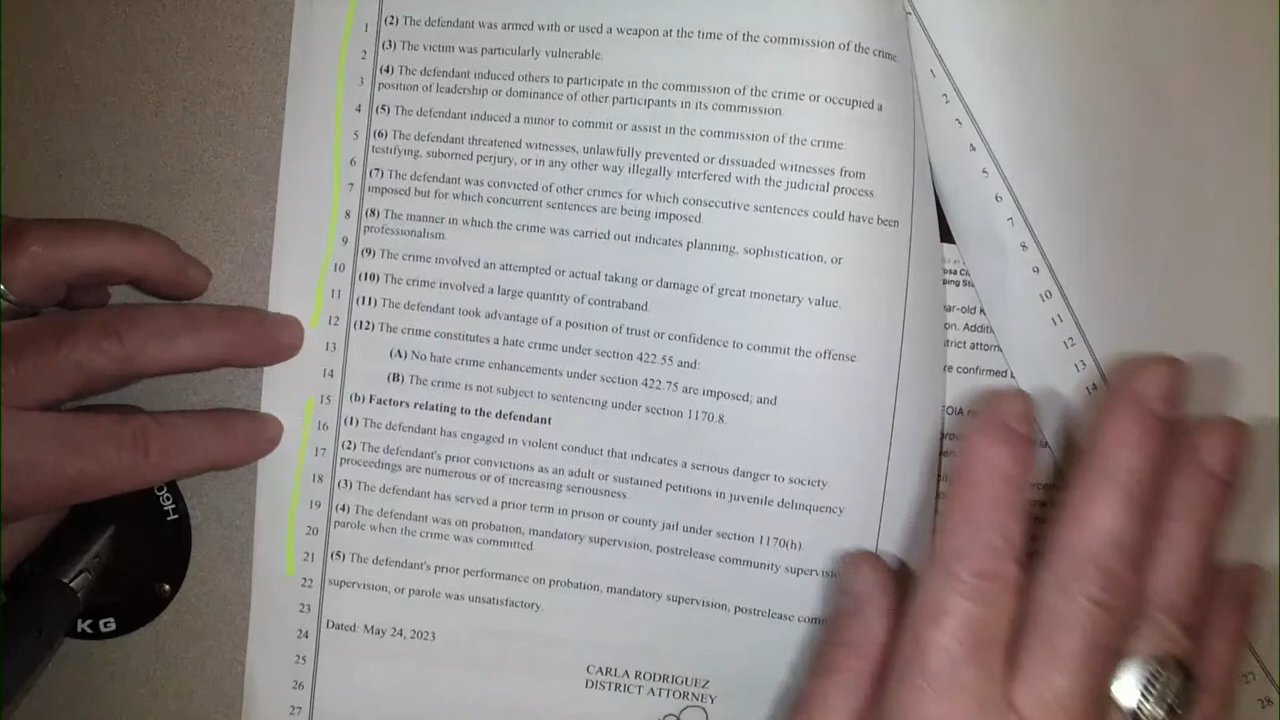 1 (2) The defendant was armed with or used a weapon at the time of the commission of the crime
2 (3) The victim was particularly vulnerable.
3 (4) The defendant induced others to participate in the commission of the crime or occupied a
position of leadership or dominance of other participants in its commission.
4 (5) The defendant induced a minor to commit or assist in the commission of the crime.
5 (6) The defendant threatened witnesses, unlawfully prevented or dissuaded witnesses from
6 testifying, suborned perjury, or in any other way illegally interfered with the judicial process.
7 (7) The defendant was convicted of other crimes for which consecutive sentences could have been
imposed but for which concurrent sentences are being imposed.
8 (8) The manner in which the crime was carried out indicates planning, sophistication, or
9 professionalism.
10 (9) The crime involved an attempted or actual taking or damage of great monetary value.
11 (10) The crime involved a large quantity of contraband.
12 (11) The defendant took advantage of a position of trust or confidence to commit the offense
(12) The crime constitutes a hate crime under section 422.55 and:
13 (A) No hate crime enhancements under section 422.75 are imposed; and
14 (B) The crime is not subject to sentencing under section 1170.8.
15 (b) Factors relating to the defendant
16 (1) The defendant has engaged in violent conduct that indicates a serious danger to society.
17 (2) The defendant's prior convictions as an adult or sustained petitions in juvenile delinquency
proceedings are numerous or of increasing seriousness.
18 (3) The defendant has served a prior term in prison or county jail under section 1170(h).
19 (4) The defendant was on probation, mandatory supervision, postrelease community
20 parole when the crime was committed.
21 (5) The defendant's prior performance on probation, mandatory supervision, postrelease
22 supervision, or parole was unsatisfactory.
23
24 Dated: May 24, 2023
25
26 CARLA RODRIGUEZ
27 DISTRICT ATTORNEY
1
2
3
4
5
6
7
8
9
10
11
12
13
14
27
28
on.
re confirmed
FOIA
H60
KG